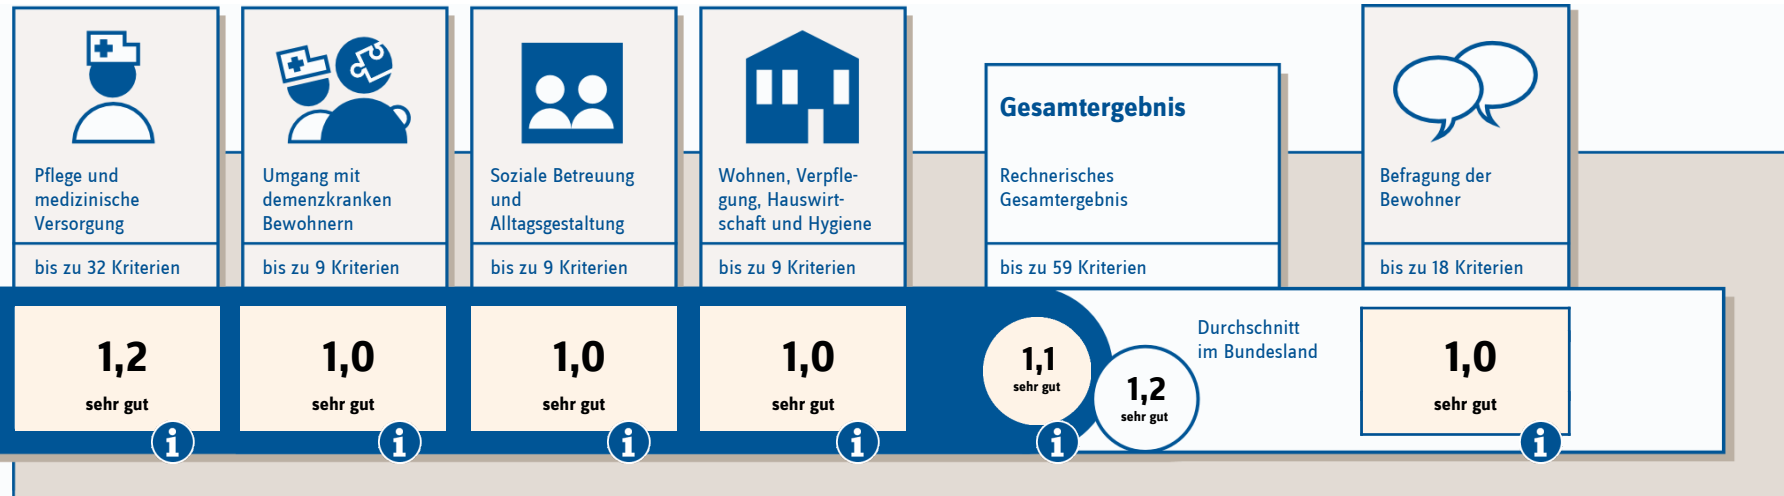 Pflege und
medizinische
Versorgung
bis zu 32 Kriterien
1,2
sehr gut
i
Umgang mit
demenzkranken
Bewohnern
bis zu 9 Kriterien
1,0
sehr gut
i
Soziale Betreuung
und
Alltagsgestaltung
bis zu 9 Kriterien
1,0
sehr gut
i
Wohnen, Verpfle-
gung, Hauswirt-
schaft und Hygiene
bis zu 9 Kriterien
1,0
sehr gut
i
Gesamtergebnis
Rechnerisches
Gesamtergebnis
bis zu 59 Kriterien
1,1
sehr gut
i
Durchschnitt
im Bundesland
1,2
sehr gut
Befragung der
Bewohner
bis zu 18 Kriterien
1,0
sehr gut
i